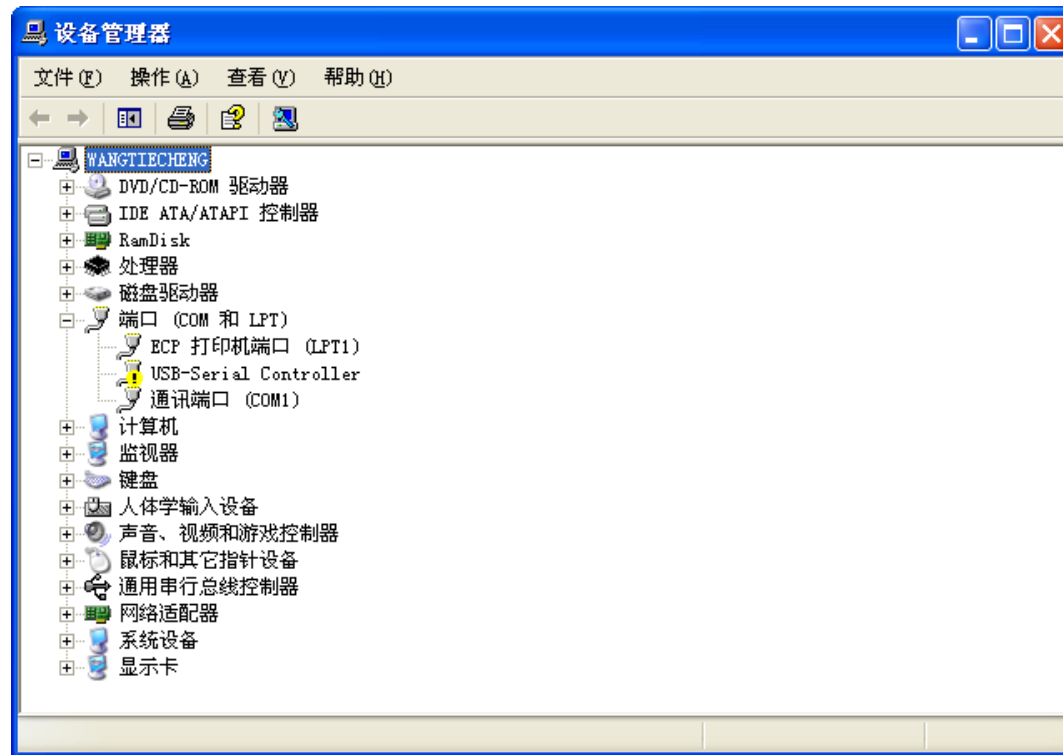 设备管理器
文件(F) 操作(A) 查看(V) 帮助(H)
WANGTIECHENG
DVD/CD-ROM 驱动器
IDE ATA/ATAPI 控制器
RamDisk
处理器
磁盘驱动器
端口 (COM 和 LPT)
ECP 打印机端口 (LPT1)
USB-Serial Controller
通讯端口 (COM1)
计算机
监视器
键盘
人体学输入设备
声音、视频和游戏控制器
鼠标和其它指针设备
通用串行总线控制器
网络适配器
系统设备
显示卡